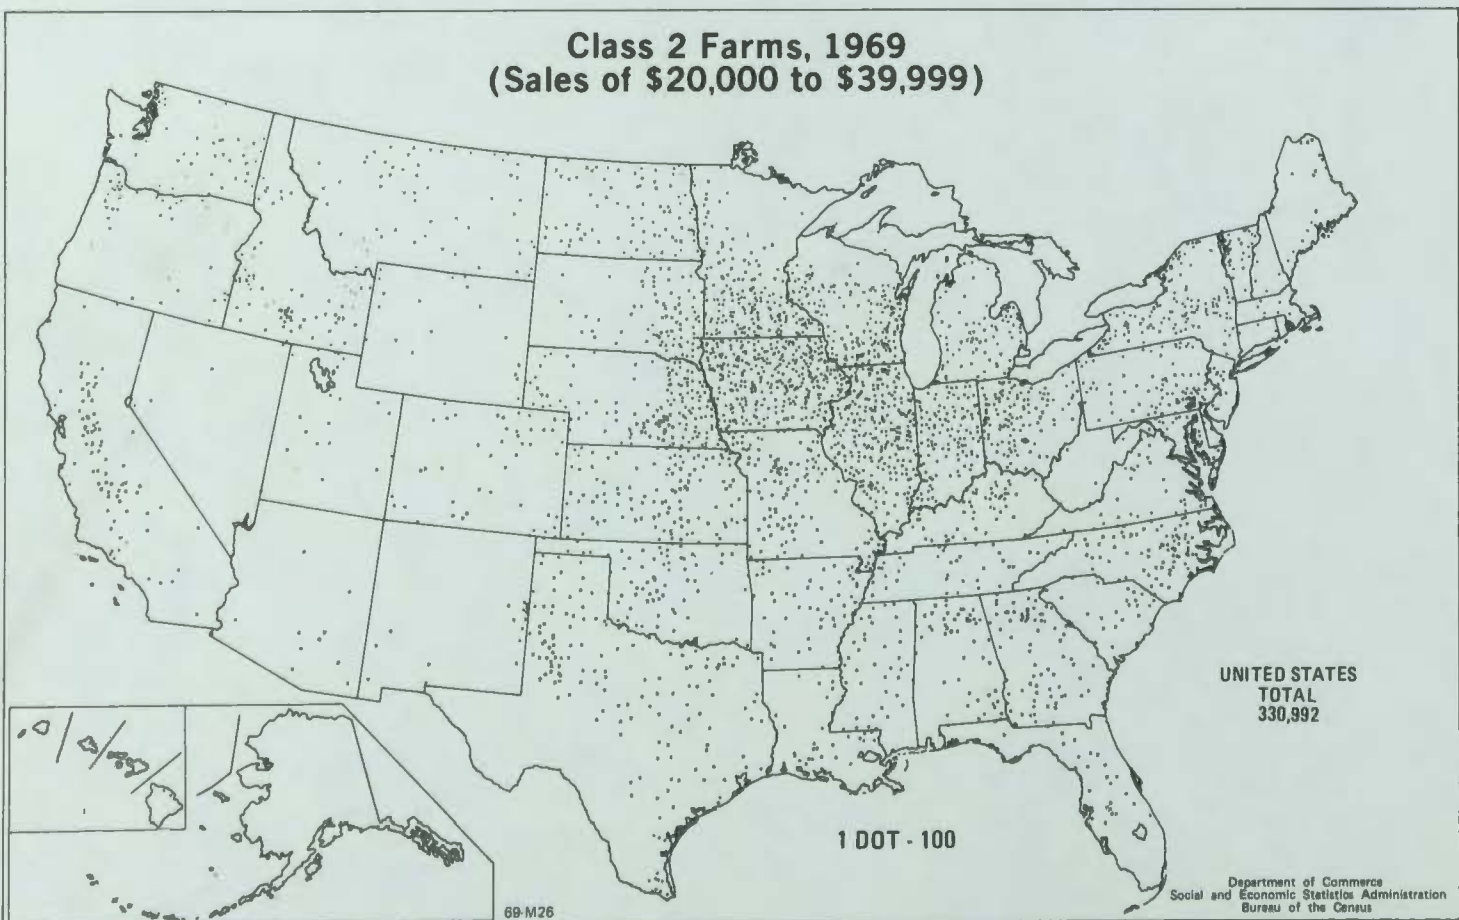 Class 2 Farms, 1969
(Sales of $20,000 to $39,999)
UNITED STATES
TOTAL
330,992
1 DOT - 100
Department of Commerce
Social and Economic Statistics Administration
Bureau of the Census
69-M26